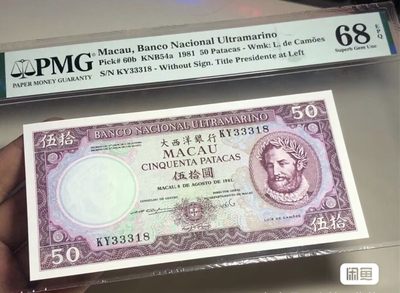 PMG
PAPER MONEY GUARANTY
Macau, Banco Nacional Ultramarino
Pick# 60b KNB54a 1981 50 Patacas - Wmk: L. de Camões
S/N KY33318 - Without Sign. Title Presidente at Left
68 EPQ
Superb Gem Unc
50
BANCO NACIONAL ULTRAMARINO
50
伍拾
大西洋銀行
KY33318
MACAU
CINQUENTA PATACAS
伍拾圓
MACAU, 8 DE AGOSTO DE 1981
LUIS DE CAMÕES
KY33318
伍拾
50
闲鱼